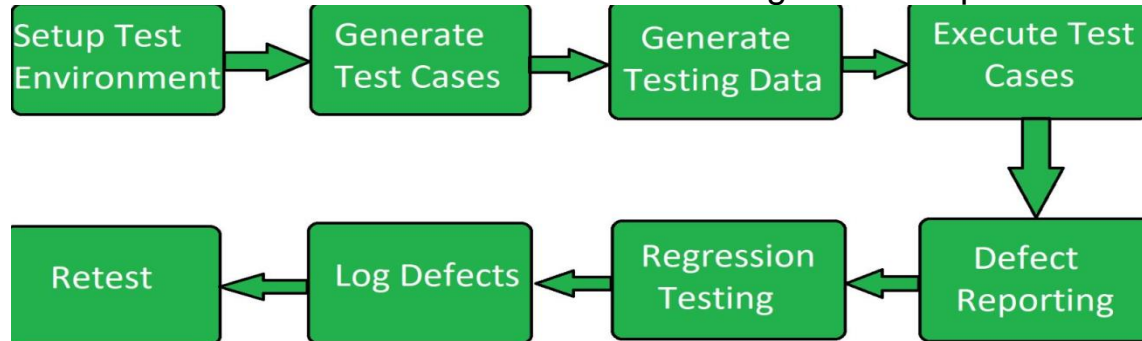 Setup Test
Environment
Generate
Test Cases
Generate
Testing Data
Execute Test
Cases
Defect
Reporting
Regression
Testing
Log Defects
Retest